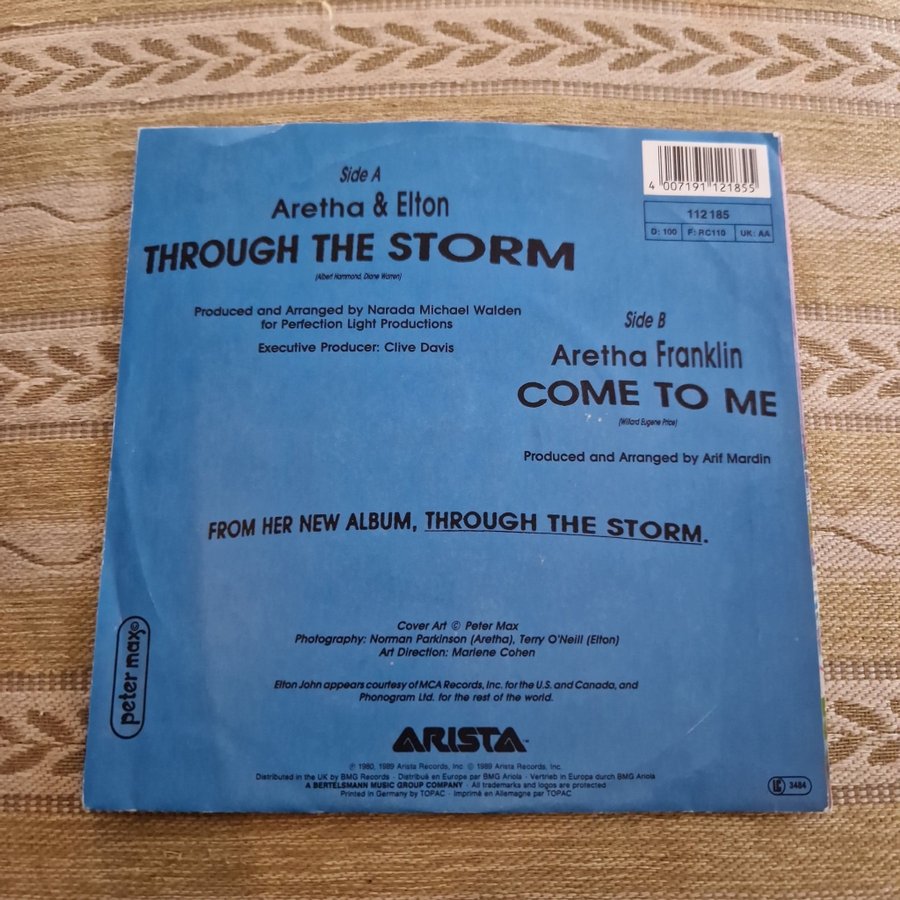 Side A
Aretha & Elton
THROUGH THE STORM
(Albert Hammond, Diane Warren)
Produced and Arranged by Narada Michael Walden
for Perfection Light Productions
Executive Producer: Clive Davis
4 007191 121855
112 185
D: 100 F: RC110 UK: AA
Side B
Aretha Franklin
COME TO ME
(Willard Eugene Price)
Produced and Arranged by Arif Mardin
FROM HER NEW ALBUM, THROUGH THE STORM.
peter max©
Cover Art © Peter Max
Photography: Norman Parkinson (Aretha), Terry O'Neill (Elton)
Art Direction: Marlene Cohen
Elton John appears courtesy of MCA Records, Inc. for the U.S. and Canada, and
Phonogram Ltd. for the rest of the world.
ARISTA™
℗ 1980, 1989 Arista Records, Inc © 1989 Arista Records, Inc.
Distributed in the UK by BMG Records · Distribué en Europe par BMG Ariola · Vertrieb in Europe durch BMG Ariola
A BERTELSMANN MUSIC GROUP COMPANY · All trademarks and logos are protected
Printed in Germany by TOPAC · Imprimé en Allemagne par TOPAC
LC 3484